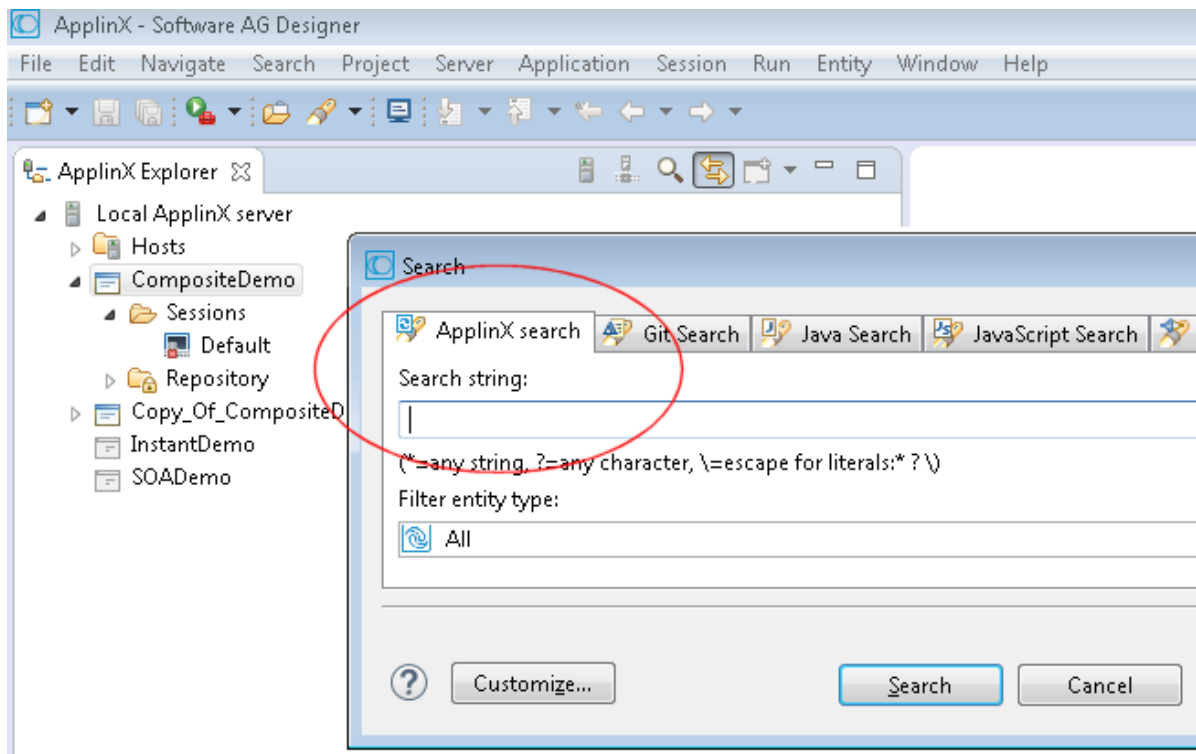 ApplinX - Software AG Designer
File Edit Navigate Search Project Server Application Session Run Entity Window Help
ApplinX Explorer
Local ApplinX server
Hosts
CompositeDemo
Sessions
Default
Repository
Copy_Of_CompositeD
InstantDemo
SOADemo
Search
ApplinX search Git Search Java Search JavaScript Search
Search string:
(*=any string, ?=any character, \=escape for literals:* ? \)
Filter entity type:
All
? Customize... Search Cancel